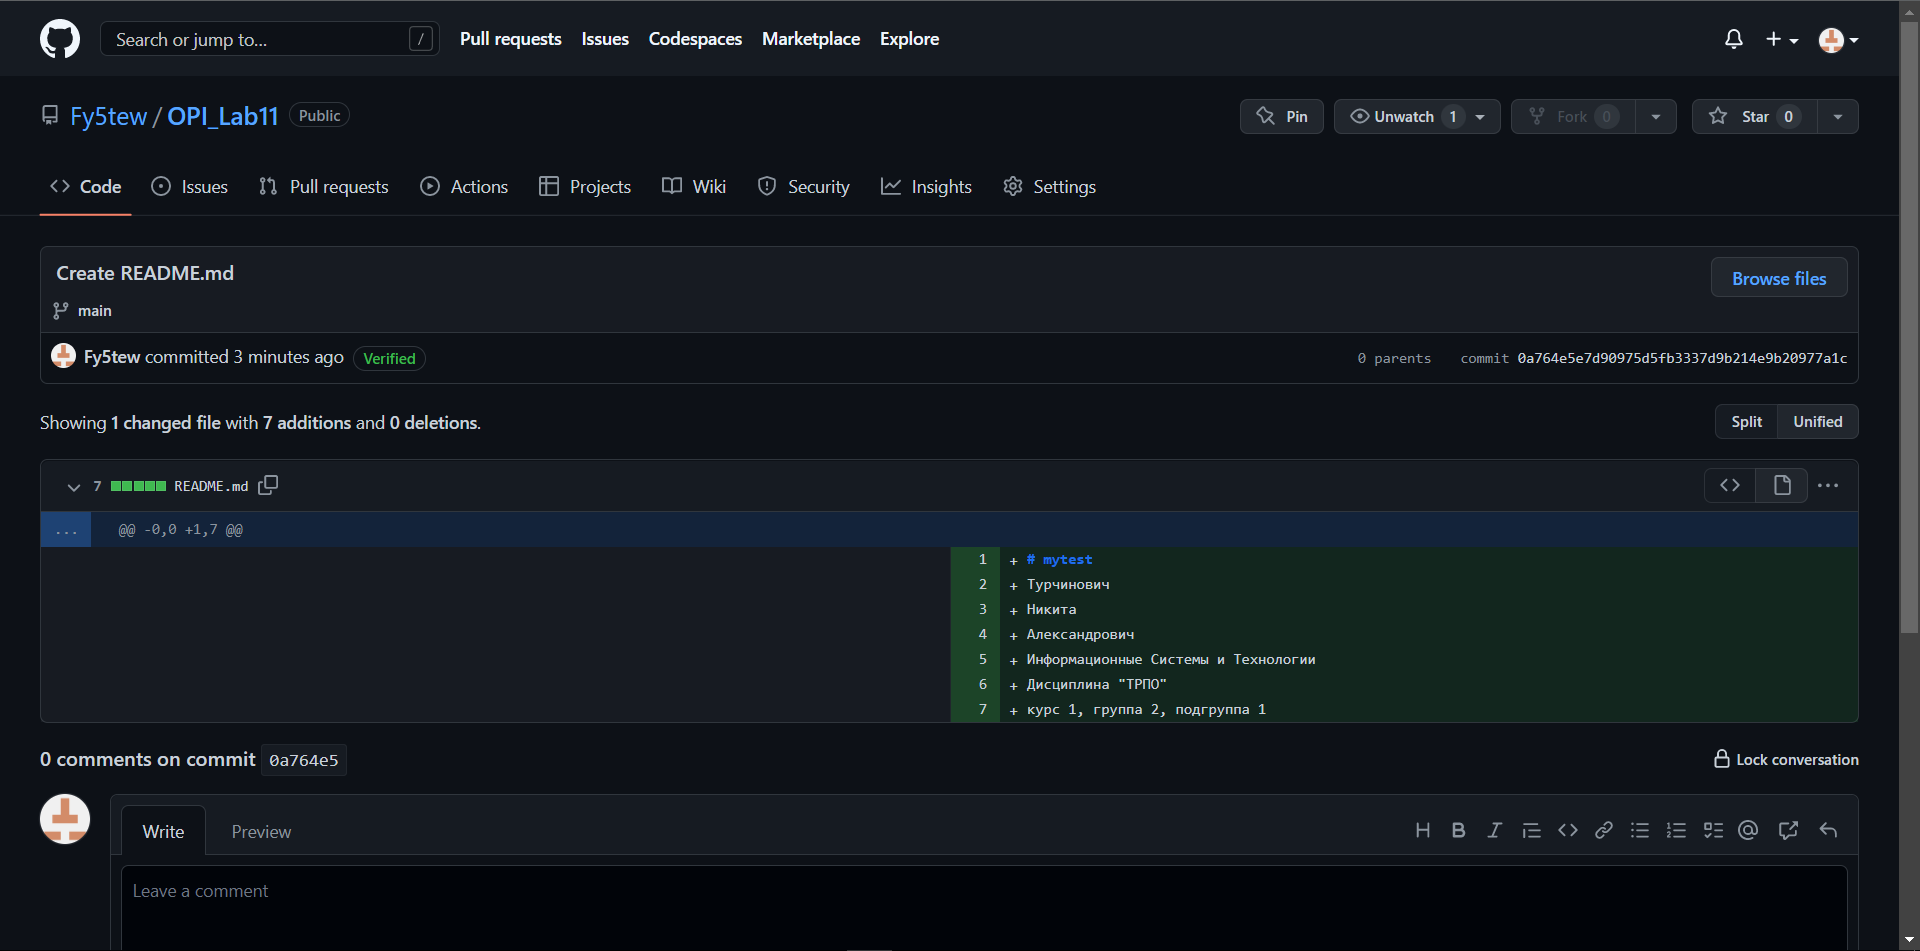 Search or jump to... /
Pull requests Issues Codespaces Marketplace Explore
Fy5tew / OPI_Lab11 Public
Pin Unwatch 1 Fork 0 Star 0
Code Issues Pull requests Actions Projects Wiki Security Insights Settings
Create README.md
Browse files
main
Fy5tew committed 3 minutes ago Verified
0 parents commit 0a764e5e7d90975d5fb3337d9b214e9b20977a1c
Showing 1 changed file with 7 additions and 0 deletions.
Split Unified
7 README.md
... @@ -0,0 +1,7 @@
1 + # mytest
2 + Турчинович
3 + Никита
4 + Александрович
5 + Информационные Системы и Технологии
6 + Дисциплина "ТРПО"
7 + курс 1, группа 2, подгруппа 1
0 comments on commit 0a764e5
Lock conversation
Write Preview
Leave a comment